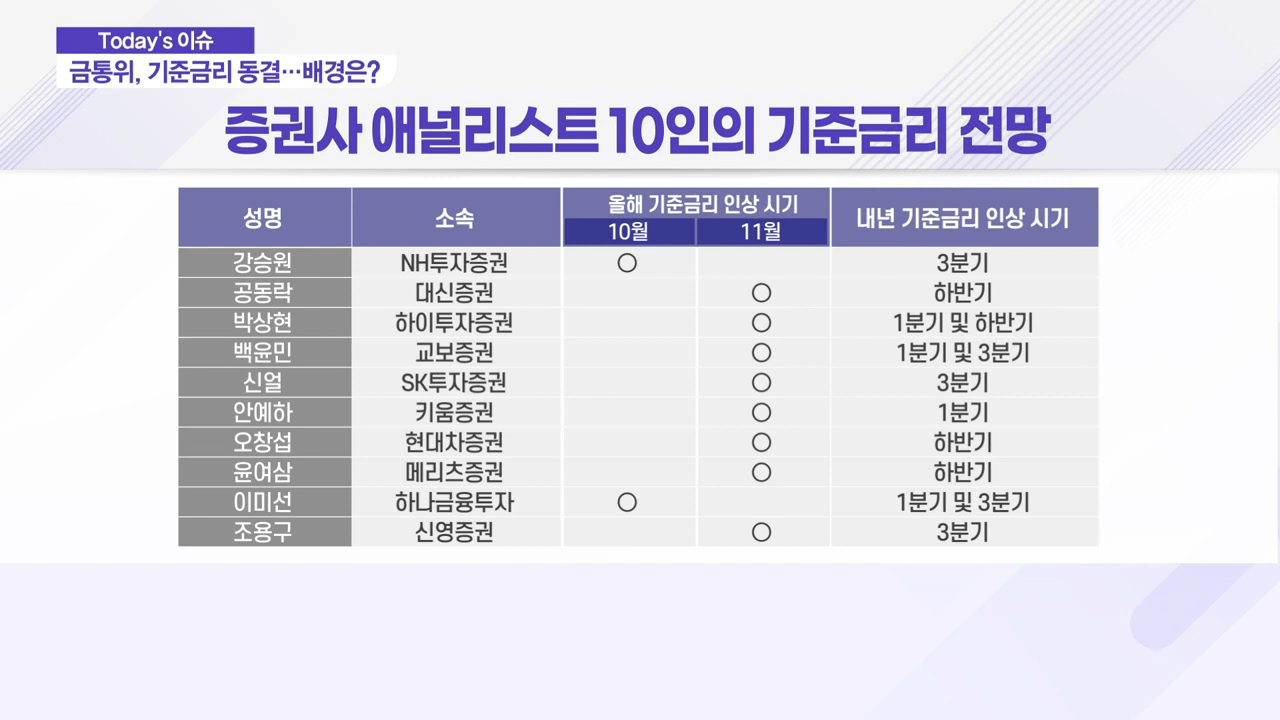 Today's 이슈
금통위, 기준금리 동결…배경은?
증권사 애널리스트 10인의 기준금리 전망
성명 소속 올해 기준금리 인상 시기 내년 기준금리 인상 시기
10월 11월
강승원 NH투자증권 ○ 3분기
공동락 대신증권 ○ 하반기
박상현 하이투자증권 ○ 1분기 및 하반기
백윤민 교보증권 ○ 1분기 및 3분기
신얼 SK투자증권 ○ 3분기
안예하 키움증권 ○ 1분기
오창섭 현대차증권 ○ 하반기
윤여삼 메리츠증권 ○ 하반기
이미선 하나금융투자 ○ 1분기 및 3분기
조용구 신영증권 ○ 3분기